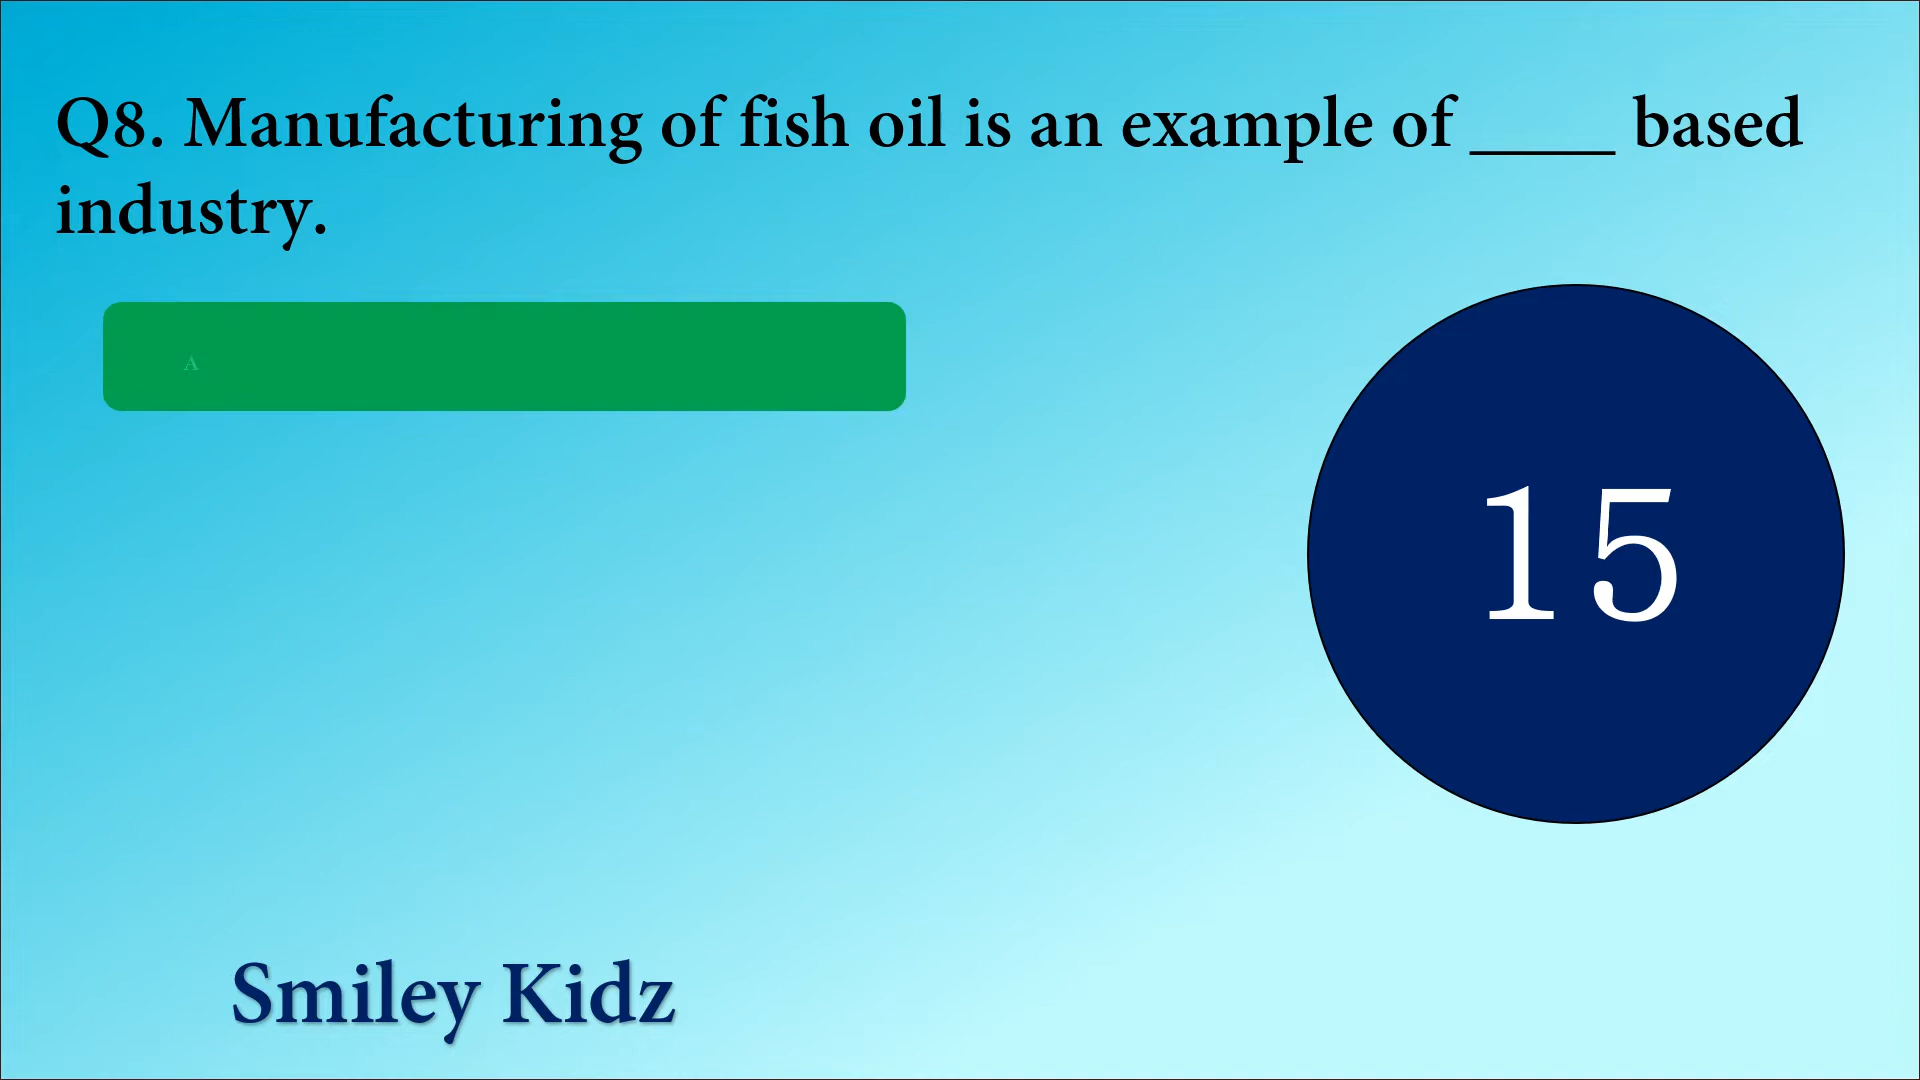 Q8. Manufacturing of fish oil is an example of ____ based
industry.
A
15
Smiley Kidz